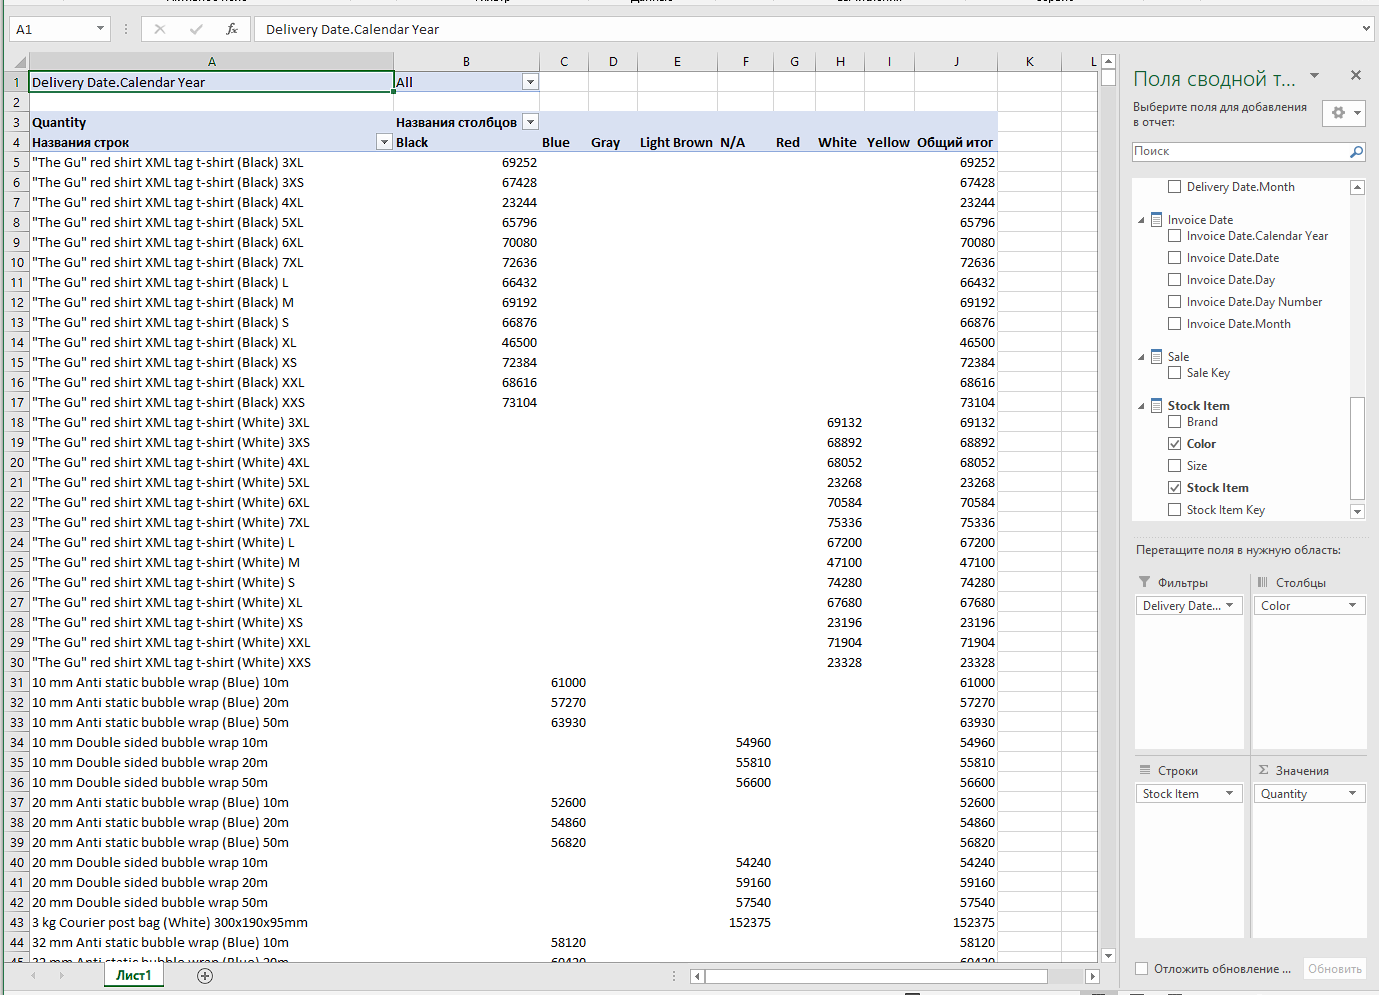 A1
fx
Delivery Date.Calendar Year
A B C D E F G H I J K L
1 Delivery Date.Calendar Year All
2
3 Quantity Названия столбцов
4 Названия строк Black Blue Gray Light Brown N/A Red White Yellow Общий итог
5 "The Gu" red shirt XML tag t-shirt (Black) 3XL 69252 69252
6 "The Gu" red shirt XML tag t-shirt (Black) 3XS 67428 67428
7 "The Gu" red shirt XML tag t-shirt (Black) 4XL 23244 23244
8 "The Gu" red shirt XML tag t-shirt (Black) 5XL 65796 65796
9 "The Gu" red shirt XML tag t-shirt (Black) 6XL 70080 70080
10 "The Gu" red shirt XML tag t-shirt (Black) 7XL 72636 72636
11 "The Gu" red shirt XML tag t-shirt (Black) L 66432 66432
12 "The Gu" red shirt XML tag t-shirt (Black) M 69192 69192
13 "The Gu" red shirt XML tag t-shirt (Black) S 66876 66876
14 "The Gu" red shirt XML tag t-shirt (Black) XL 46500 46500
15 "The Gu" red shirt XML tag t-shirt (Black) XS 72384 72384
16 "The Gu" red shirt XML tag t-shirt (Black) XXL 68616 68616
17 "The Gu" red shirt XML tag t-shirt (Black) XXS 73104 73104
18 "The Gu" red shirt XML tag t-shirt (White) 3XL 69132 69132
19 "The Gu" red shirt XML tag t-shirt (White) 3XS 68892 68892
20 "The Gu" red shirt XML tag t-shirt (White) 4XL 68052 68052
21 "The Gu" red shirt XML tag t-shirt (White) 5XL 23268 23268
22 "The Gu" red shirt XML tag t-shirt (White) 6XL 70584 70584
23 "The Gu" red shirt XML tag t-shirt (White) 7XL 75336 75336
24 "The Gu" red shirt XML tag t-shirt (White) L 67200 67200
25 "The Gu" red shirt XML tag t-shirt (White) M 47100 47100
26 "The Gu" red shirt XML tag t-shirt (White) S 74280 74280
27 "The Gu" red shirt XML tag t-shirt (White) XL 67680 67680
28 "The Gu" red shirt XML tag t-shirt (White) XS 23196 23196
29 "The Gu" red shirt XML tag t-shirt (White) XXL 71904 71904
30 "The Gu" red shirt XML tag t-shirt (White) XXS 23328 23328
31 10 mm Anti static bubble wrap (Blue) 10m 61000 61000
32 10 mm Anti static bubble wrap (Blue) 20m 57270 57270
33 10 mm Anti static bubble wrap (Blue) 50m 63930 63930
34 10 mm Double sided bubble wrap 10m 54960 54960
35 10 mm Double sided bubble wrap 20m 55810 55810
36 10 mm Double sided bubble wrap 50m 56600 56600
37 20 mm Anti static bubble wrap (Blue) 10m 52600 52600
38 20 mm Anti static bubble wrap (Blue) 20m 54860 54860
39 20 mm Anti static bubble wrap (Blue) 50m 56820 56820
40 20 mm Double sided bubble wrap 10m 54240 54240
41 20 mm Double sided bubble wrap 20m 59160 59160
42 20 mm Double sided bubble wrap 50m 57540 57540
43 3 kg Courier post bag (White) 300x190x95mm 152375 152375
44 32 mm Anti static bubble wrap (Blue) 10m 58120 58120
Лист1
Поля сводной т...
Выберите поля для добавления
в отчет:
Поиск
Delivery Date.Month
Invoice Date
Invoice Date.Calendar Year
Invoice Date.Date
Invoice Date.Day
Invoice Date.Day Number
Invoice Date.Month
Sale
Sale Key
Stock Item
Brand
Color
Size
Stock Item
Stock Item Key
Перетащите поля в нужную область:
Фильтры Столбцы
Delivery Date... Color
Строки Σ Значения
Stock Item Quantity
Отложить обновление ... Обновить